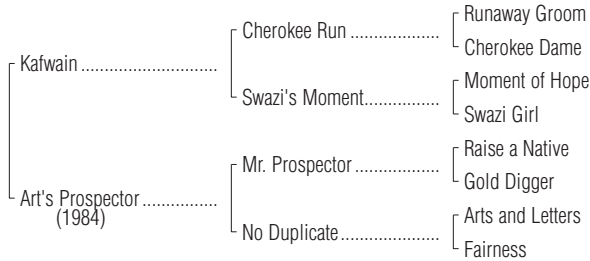 Runaway Groom
Cherokee Run ...................
Cherokee Dame
Kafwain .............................
Moment of Hope
Swazi's Moment................
Swazi Girl
Raise a Native
Mr. Prospector ..................
Gold Digger
Art's Prospector ................
(1984)
Arts and Letters
No Duplicate.....................
Fairness